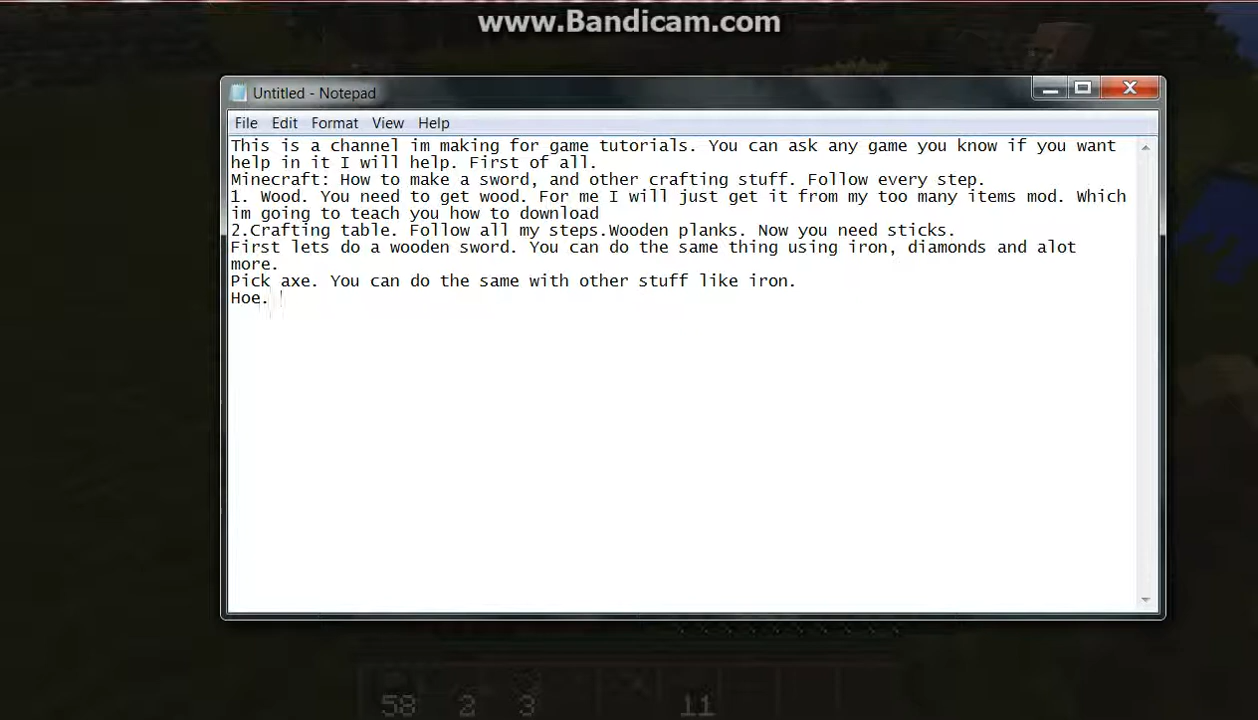 www.Bandicam.com
Untitled - Notepad
File Edit Format View Help
This is a channel im making for game tutorials. You can ask any game you know if you want
help in it I will help. First of all.
Minecraft: How to make a sword, and other crafting stuff. Follow every step.
1. Wood. You need to get wood. For me I will just get it from my too many items mod. Which
im going to teach you how to download
2.Crafting table. Follow all my steps.Wooden planks. Now you need sticks.
First lets do a wooden sword. You can do the same thing using iron, diamonds and alot
more.
Pick axe. You can do the same with other stuff like iron.
Hoe.
58 2 3 11